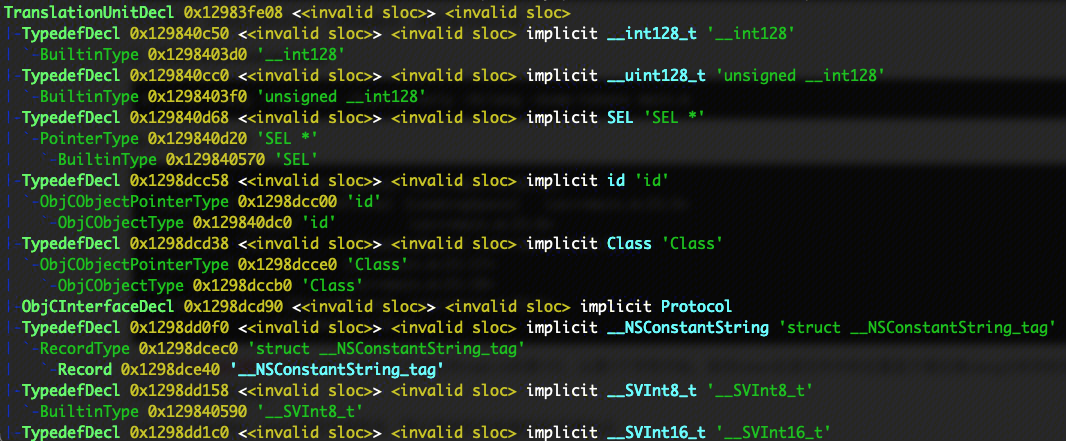 TranslationUnitDecl 0x12983fe08 <<invalid sloc>> <invalid sloc>
|-TypedefDecl 0x129840c50 <<invalid sloc>> <invalid sloc> implicit __int128_t '__int128'
| `-BuiltinType 0x1298403d0 '__int128'
|-TypedefDecl 0x129840cc0 <<invalid sloc>> <invalid sloc> implicit __uint128_t 'unsigned __int128'
| `-BuiltinType 0x1298403f0 'unsigned __int128'
|-TypedefDecl 0x129840d68 <<invalid sloc>> <invalid sloc> implicit SEL 'SEL *'
| `-PointerType 0x129840d20 'SEL *'
|   `-BuiltinType 0x129840570 'SEL'
|-TypedefDecl 0x1298dcc58 <<invalid sloc>> <invalid sloc> implicit id 'id'
| `-ObjCObjectPointerType 0x1298dcc00 'id'
|   `-ObjCObjectType 0x129840dc0 'id'
|-TypedefDecl 0x1298dcd38 <<invalid sloc>> <invalid sloc> implicit Class 'Class'
| `-ObjCObjectPointerType 0x1298dcce0 'Class'
|   `-ObjCObjectType 0x1298dccb0 'Class'
|-ObjCInterfaceDecl 0x1298dcd90 <<invalid sloc>> <invalid sloc> implicit Protocol
|-TypedefDecl 0x1298dd0f0 <<invalid sloc>> <invalid sloc> implicit __NSConstantString 'struct __NSConstantString_tag'
| `-RecordType 0x1298dcec0 'struct __NSConstantString_tag'
|   `-Record 0x1298dce40 '__NSConstantString_tag'
|-TypedefDecl 0x1298dd158 <<invalid sloc>> <invalid sloc> implicit __SVInt8_t '__SVInt8_t'
| `-BuiltinType 0x129840590 '__SVInt8_t'
|-TypedefDecl 0x1298dd1c0 <<invalid sloc>> <invalid sloc> implicit __SVInt16_t '__SVInt16_t'